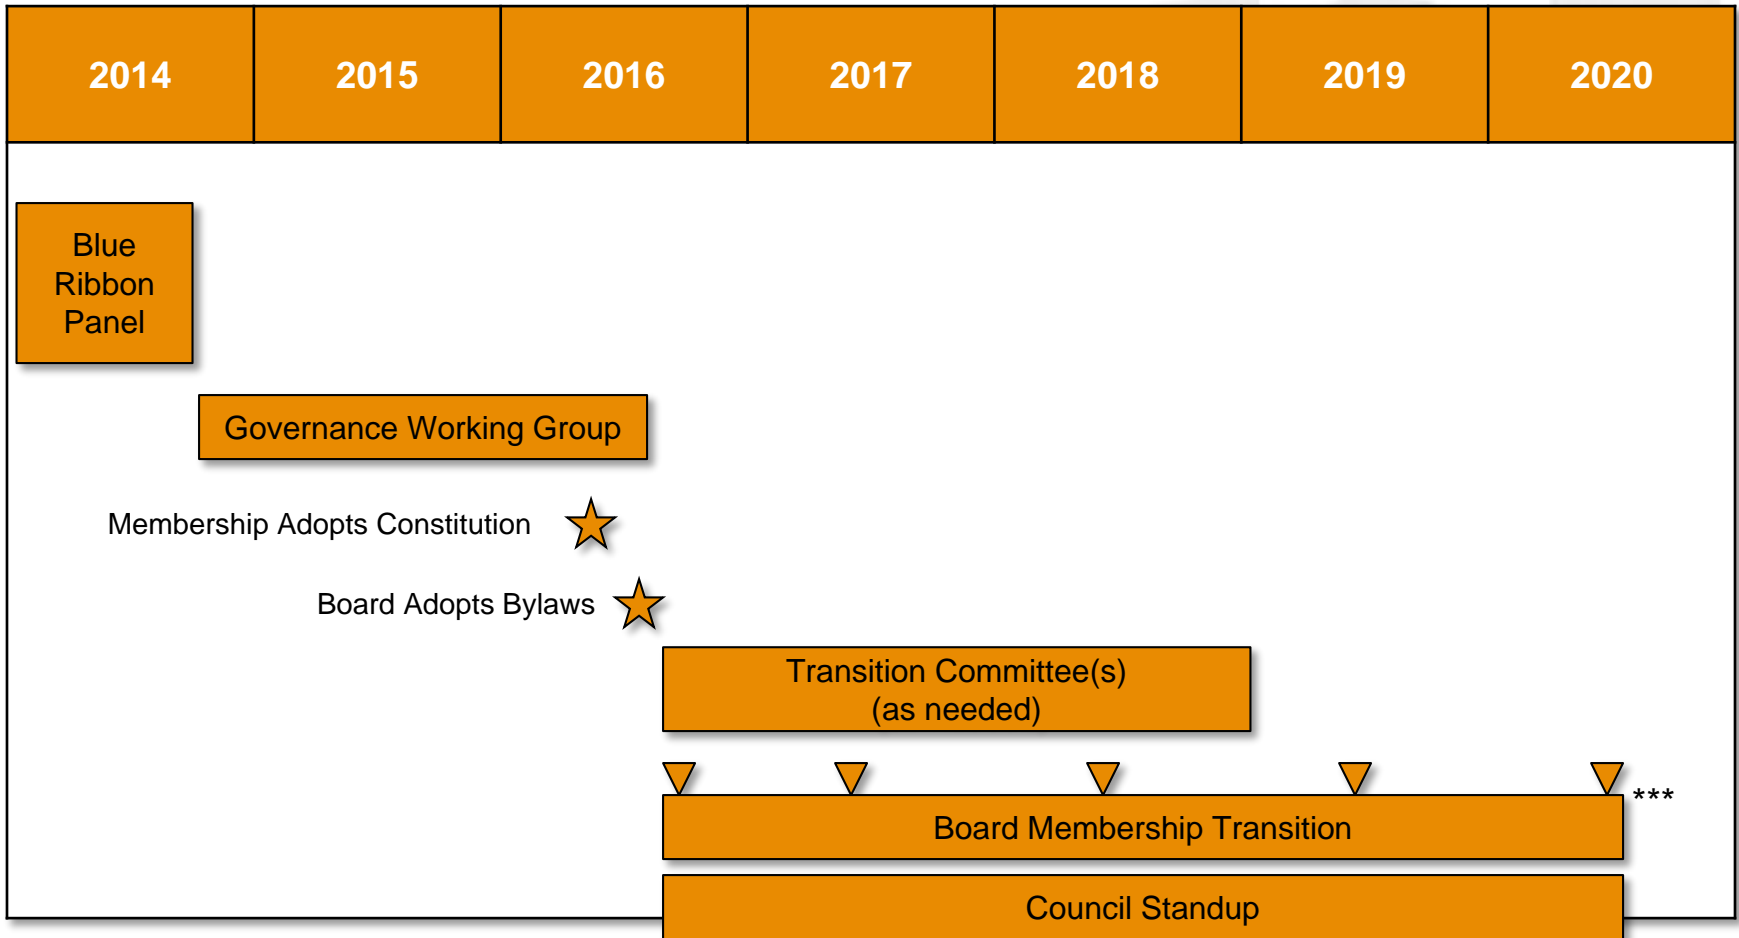 2014 2015 2016 2017 2018 2019 2020
Blue
Ribbon
Panel
Governance Working Group
Membership Adopts Constitution
Board Adopts Bylaws
Transition Committee(s)
(as needed)
***
Board Membership Transition
Council Standup